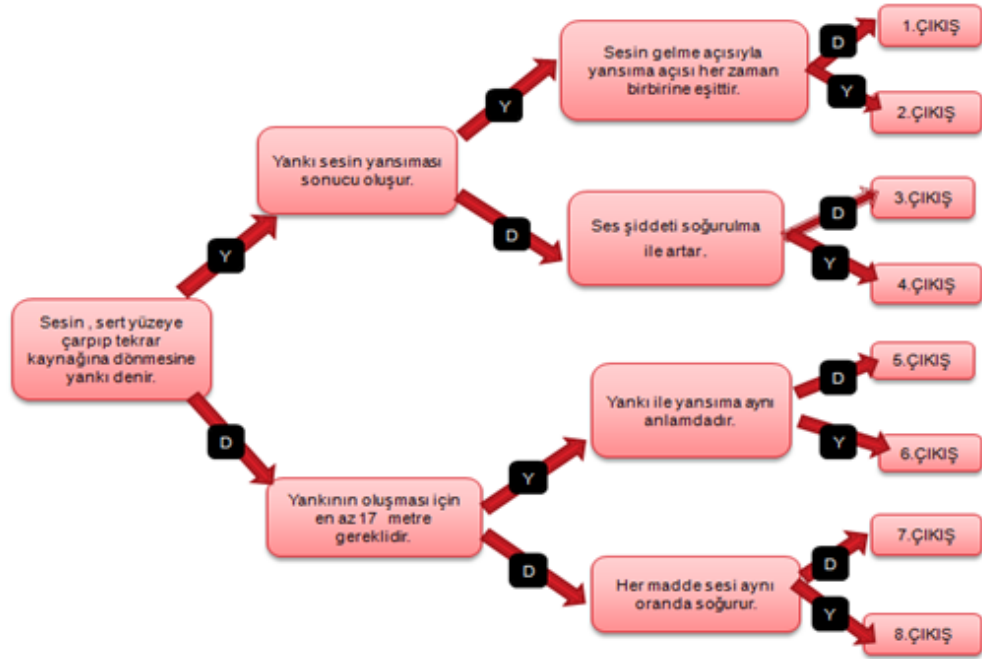 Sesin gelme açısıyla
yansıma açısı her zaman
birbirine eşittir.
D
1.ÇIKIŞ
Y
2.ÇIKIŞ
Y
Yankı sesin yansıması
sonucu oluşur.
D
Ses şiddeti soğurulma
ile artar.
D
3.ÇIKIŞ
Y
4.ÇIKIŞ
Y
Sesin , sert yüzeye
çarpıp tekrar
kaynağına dönmesine
yankı denir.
D
Yankı ile yansıma aynı
anlamdadır.
D
5.ÇIKIŞ
Y
6.ÇIKIŞ
Y
Yankının oluşması için
en az 17 metre
gereklidir.
D
Her madde sesi aynı
oranda soğurur.
D
7.ÇIKIŞ
Y
8.ÇIKIŞ